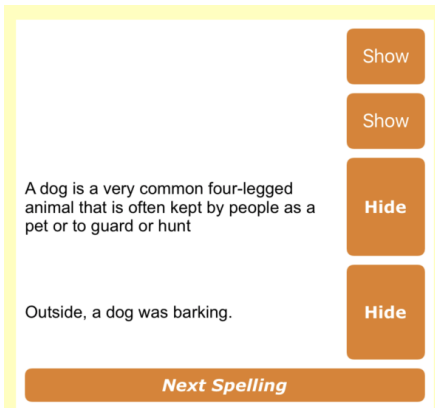 Show
Show
A dog is a very common four-legged
animal that is often kept by people as a
pet or to guard or hunt
Hide
Outside, a dog was barking.
Hide
Next Spelling